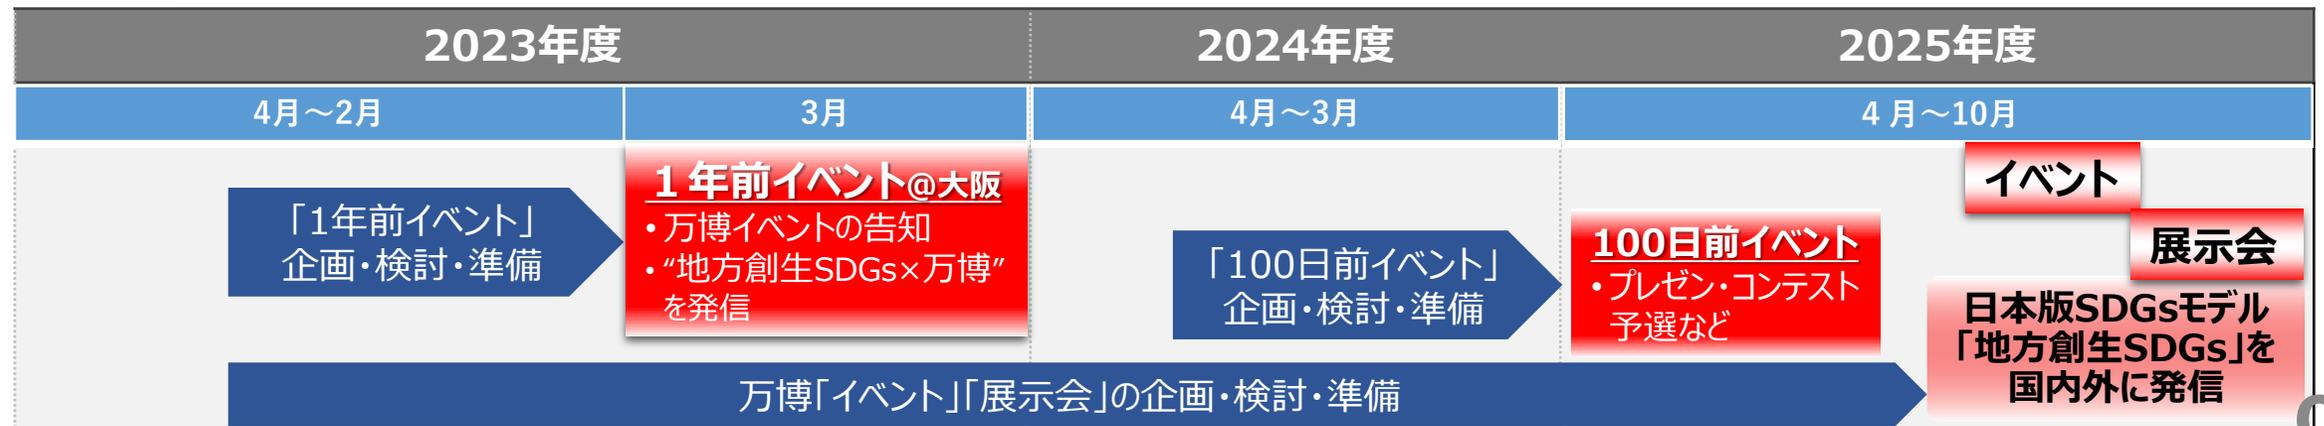 2023年度
2024年度
2025年度
4月～2月
3月
4月～3月
4 月～10月
「1年前イベント」
企画・検討・準備
１年前イベント@大阪
・万博イベントの告知
・“地方創生SDGs×万博”
を発信
「100日前イベント」
企画・検討・準備
100日前イベント
・プレゼン・コンテスト
予選など
イベント
展示会
日本版SDGsモデル
「地方創生SDGs」を
国内外に発信
万博「イベント」「展示会」の企画・検討・準備